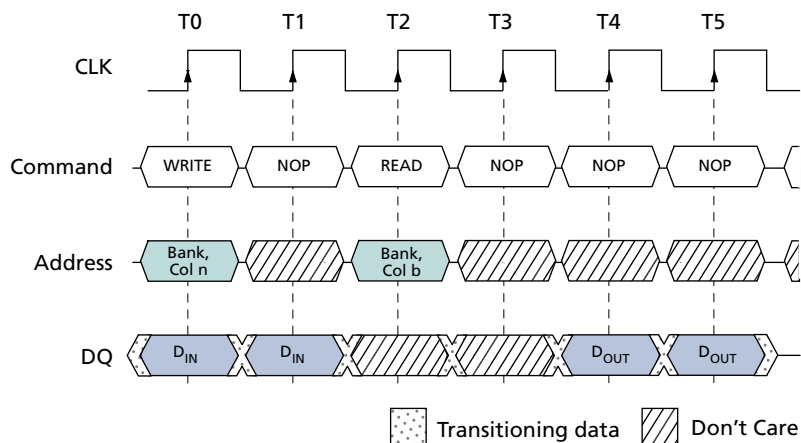 T0 T1 T2 T3 T4 T5
CLK
Command WRITE NOP READ NOP NOP NOP
Address Bank, Col n Bank, Col b
DQ DIN DIN DOUT DOUT
Transitioning data Don't Care